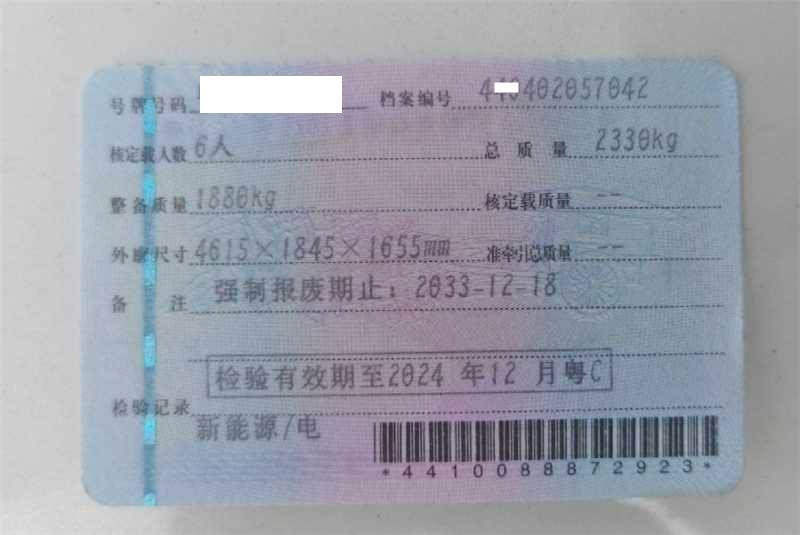 号牌号码 档案编号 440402057042
核定载人数 6人 总质量 2330kg
整备质量 1880kg 核定载质量 --
外廓尺寸 4615×1845×1655mm 准牵引总质量 --
备注 强制报废期止：2033-12-18
检验有效期至2024 年12 月粤C
检验记录
新能源/电
*4410088872923*